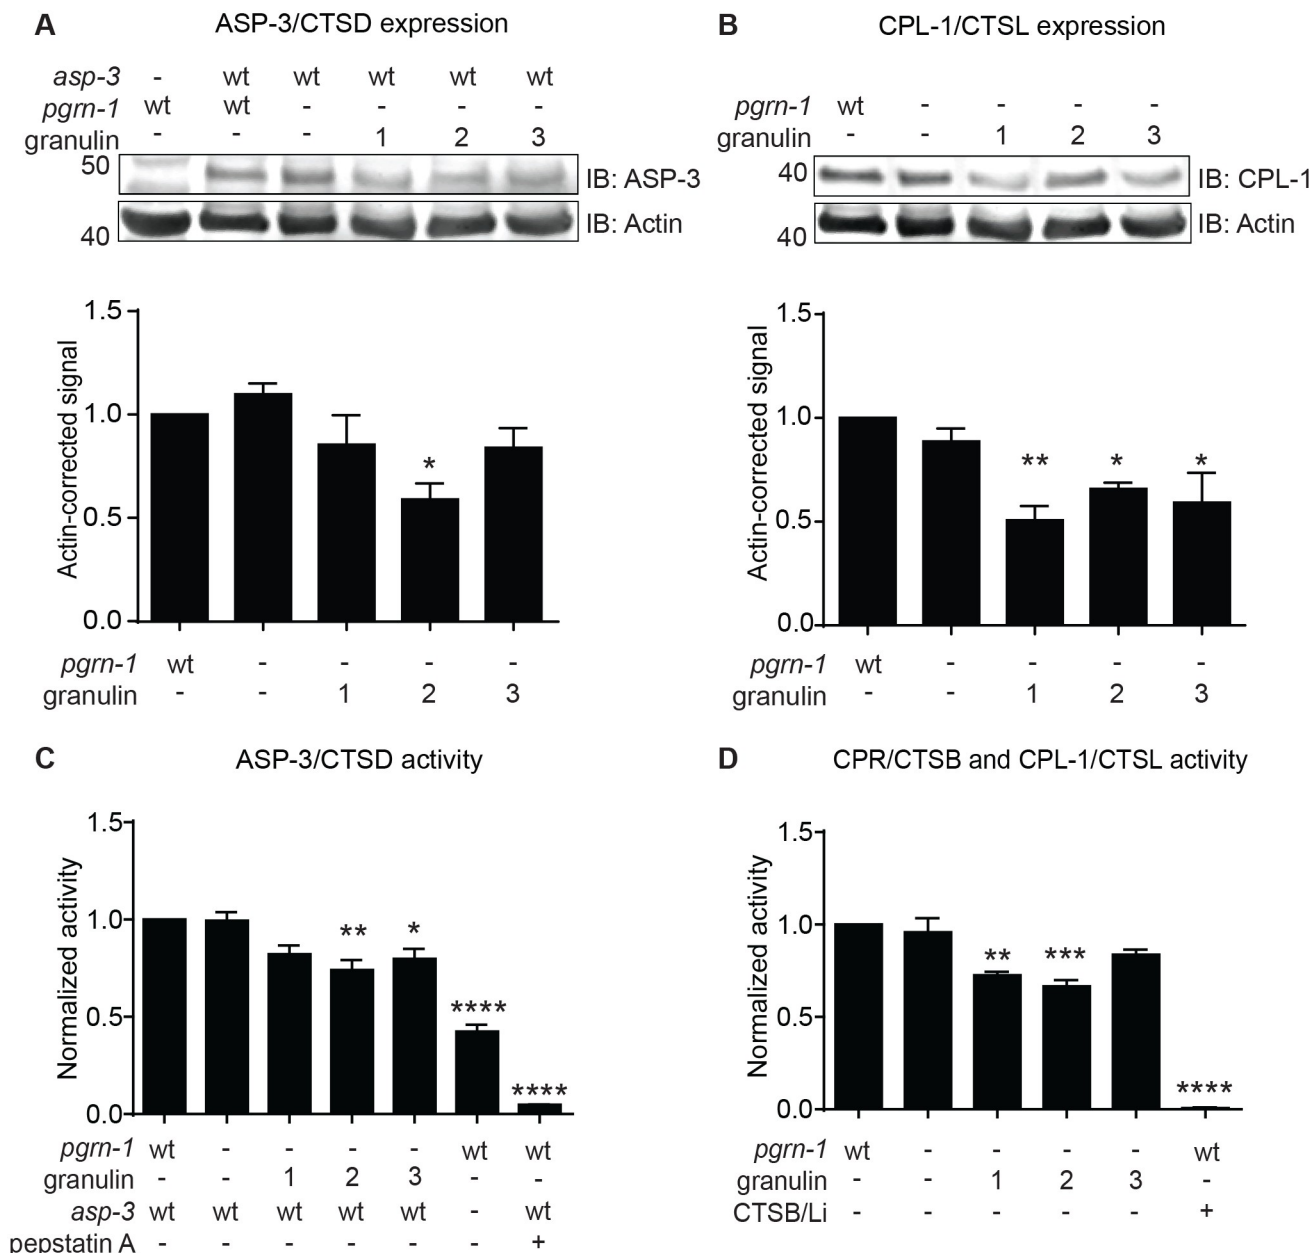 A ASP-3/CTSD expression
asp-3 - wt wt wt wt wt
pgrn-1 wt wt - - - -
granulin - - - 1 2 3
50 IB: ASP-3
40 IB: Actin
1.5
1.0
0.5
0.0
Actin-corrected signal
*
pgrn-1 wt - - - -
granulin - - 1 2 3
B CPL-1/CTSL expression
pgrn-1 wt - - - -
granulin - - 1 2 3
40 IB: CPL-1
40 IB: Actin
1.5
1.0
0.5
0.0
Actin-corrected signal
** * *
pgrn-1 wt - - - -
granulin - - 1 2 3
C ASP-3/CTSD activity
1.5
1.0
0.5
0.0
Normalized activity
** * **** ****
pgrn-1 wt - - - - wt wt
granulin - - 1 2 3 - -
asp-3 wt wt wt wt wt - wt
pepstatin A - - - - - - +
D CPR/CTSB and CPL-1/CTSL activity
1.5
1.0
0.5
0.0
Normalized activity
** *** ****
pgrn-1 wt - - - - wt
granulin - - 1 2 3 -
CTSB/Li - - - - - +